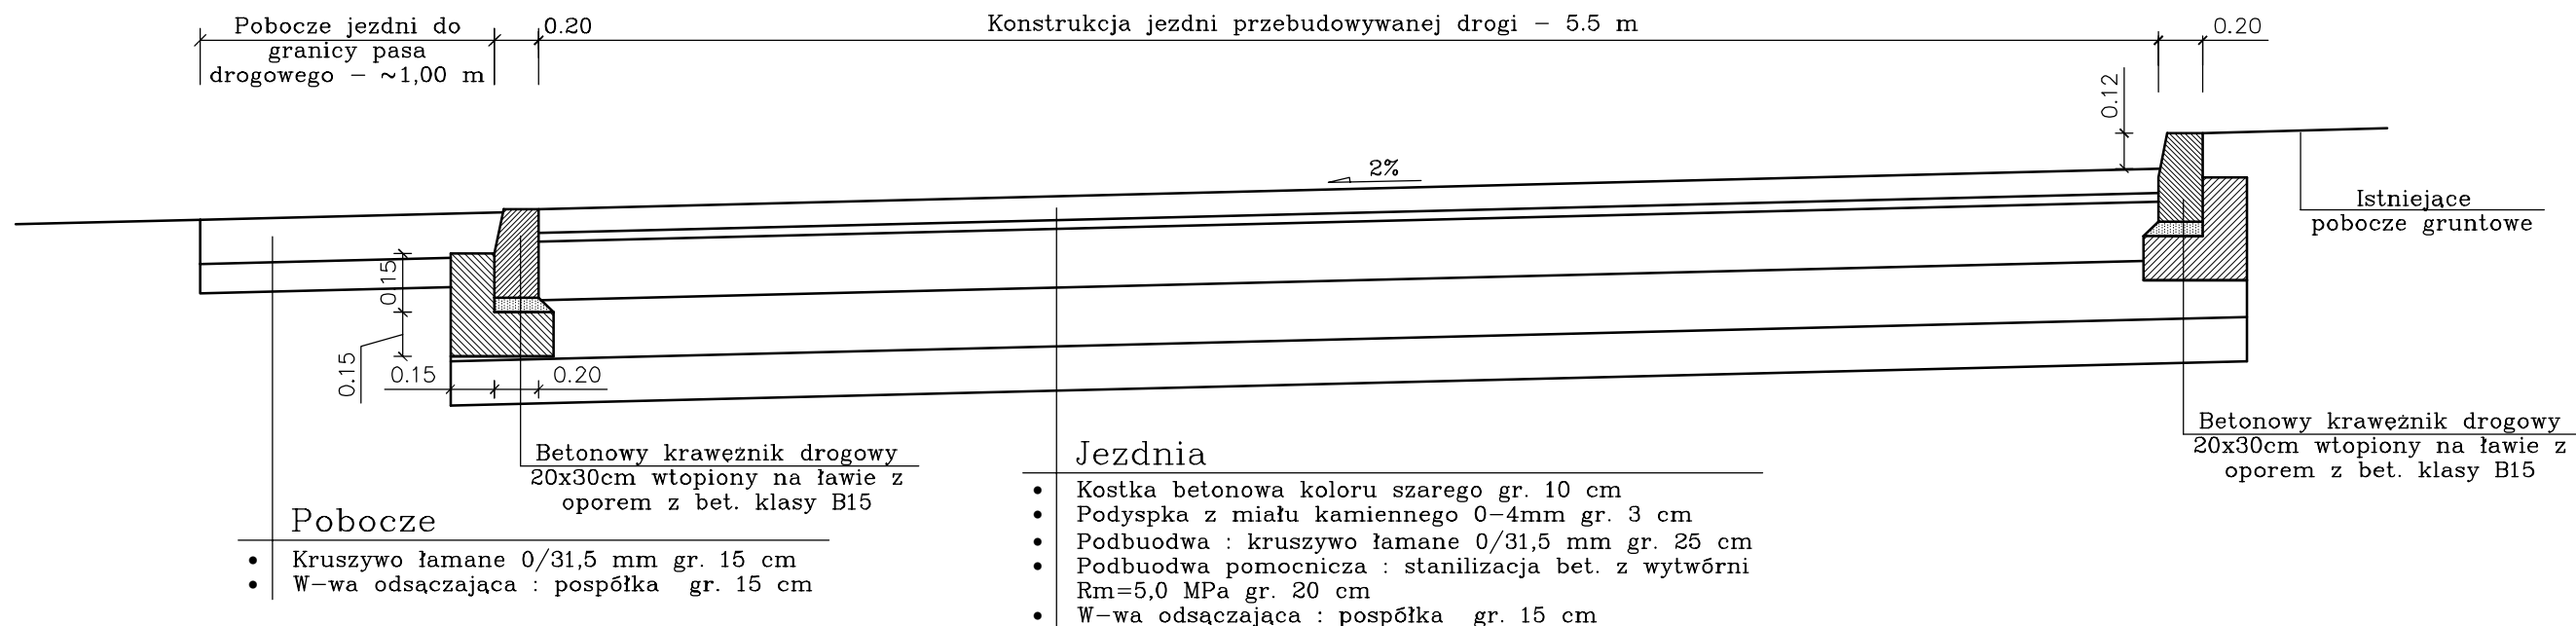 Pobocze jezdni do
granicy pasa
drogowego - ~1,00 m
0.20
Konstrukcja jezdni przebudowywanej drogi - 5.5 m
0.20
0.12
2%
Istniejące
pobocze gruntowe
0.15
0.15
0.15
0.20
Betonowy krawężnik drogowy
20x30cm wtopiony na ławie z
oporem z bet. klasy B15
Betonowy krawężnik drogowy
20x30cm wtopiony na ławie z
oporem z bet. klasy B15
Pobocze
• Kruszywo łamane 0/31,5 mm gr. 15 cm
• W-wa odsączająca : pospółka gr. 15 cm
Jezdnia
• Kostka betonowa koloru szarego gr. 10 cm
• Podyspka z miału kamiennego 0-4mm gr. 3 cm
• Podbuodwa : kruszywo łamane 0/31,5 mm gr. 25 cm
• Podbuodwa pomocnicza : stanilizacja bet. z wytwórni
Rm=5,0 MPa gr. 20 cm
• W-wa odsączająca : pospółka gr. 15 cm